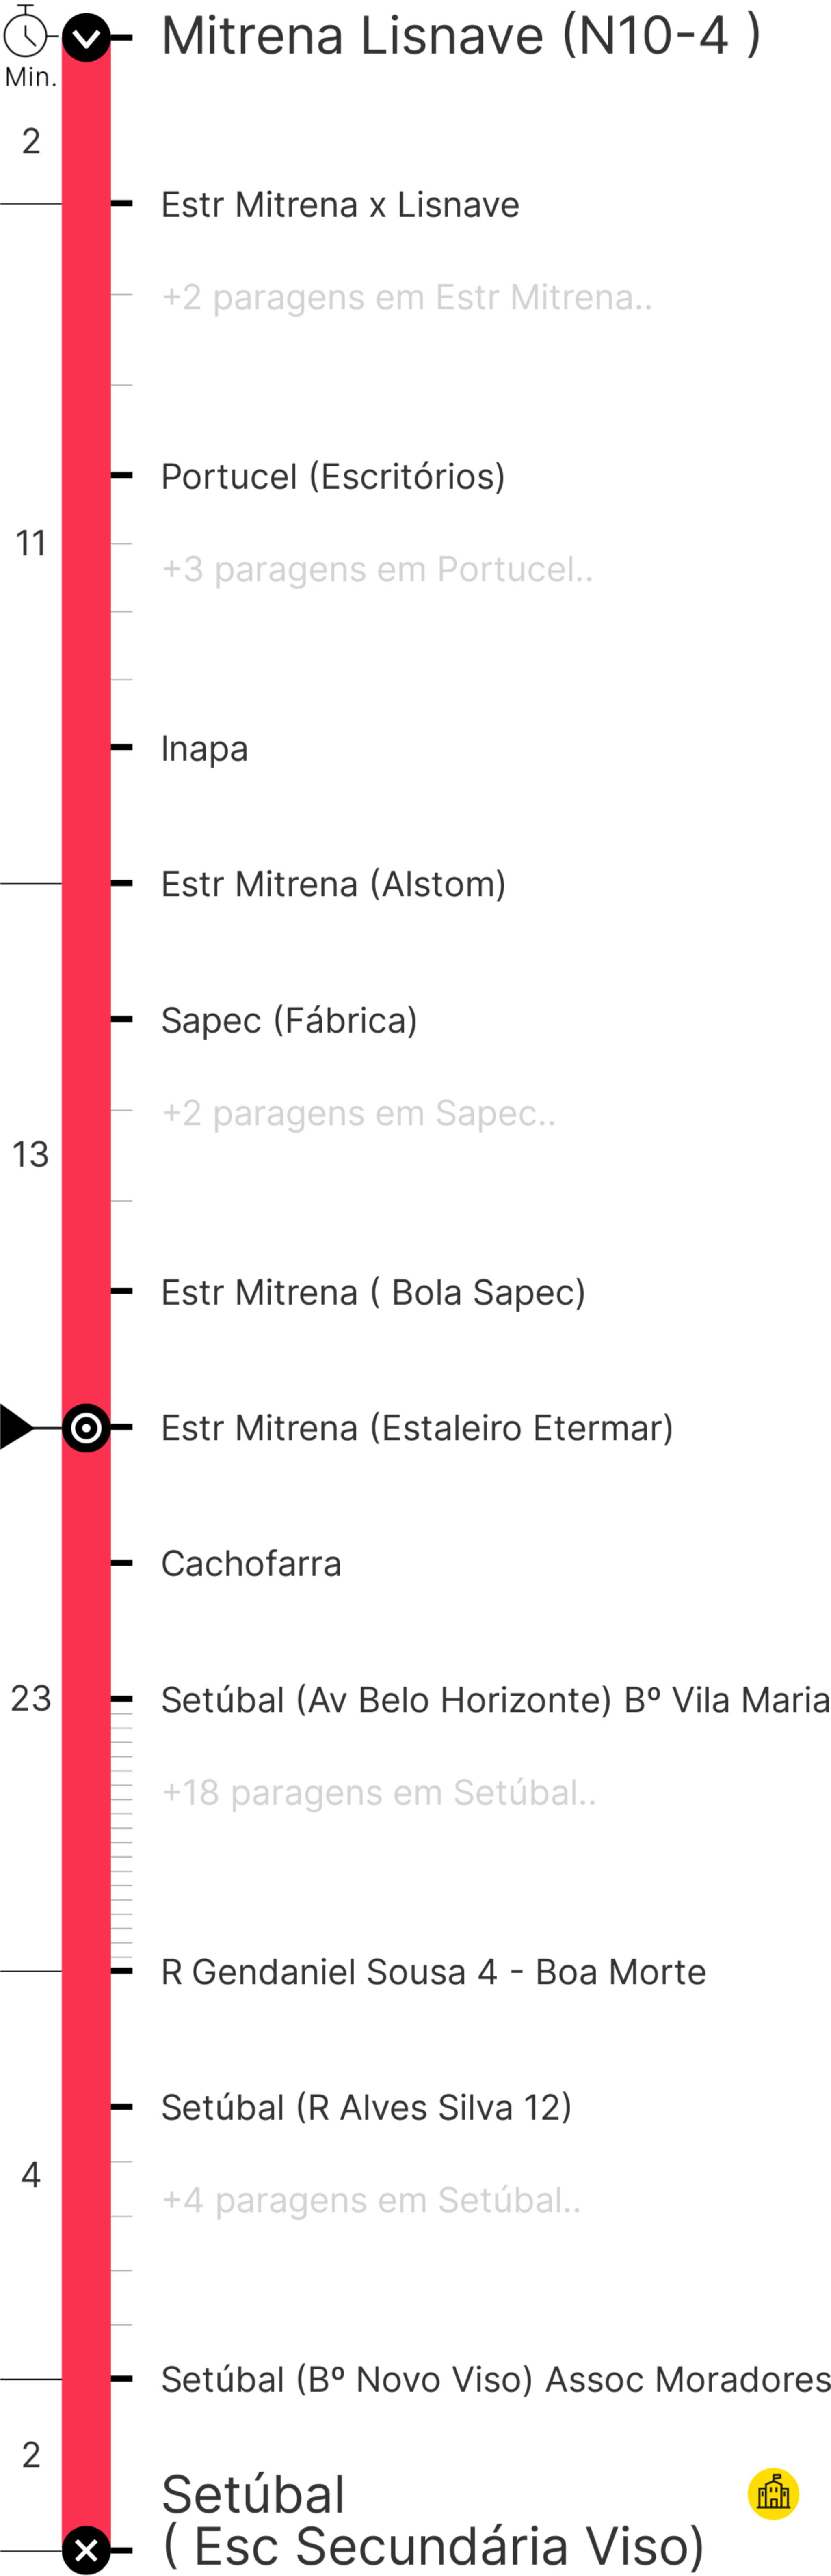 Mitrena Lisnave (N10-4 )
Min.
2
Estr Mitrena x Lisnave
+2 paragens em Estr Mitrena..
Portucel (Escritórios)
11
+3 paragens em Portucel..
Inapa
Estr Mitrena (Alstom)
Sapec (Fábrica)
+2 paragens em Sapec..
13
Estr Mitrena ( Bola Sapec)
Estr Mitrena (Estaleiro Etermar)
Cachofarra
23
Setúbal (Av Belo Horizonte) Bº Vila Maria
+18 paragens em Setúbal..
R Gendaniel Sousa 4 - Boa Morte
Setúbal (R Alves Silva 12)
4
+4 paragens em Setúbal..
Setúbal (Bº Novo Viso) Assoc Moradores
2
Setúbal
( Esc Secundária Viso)